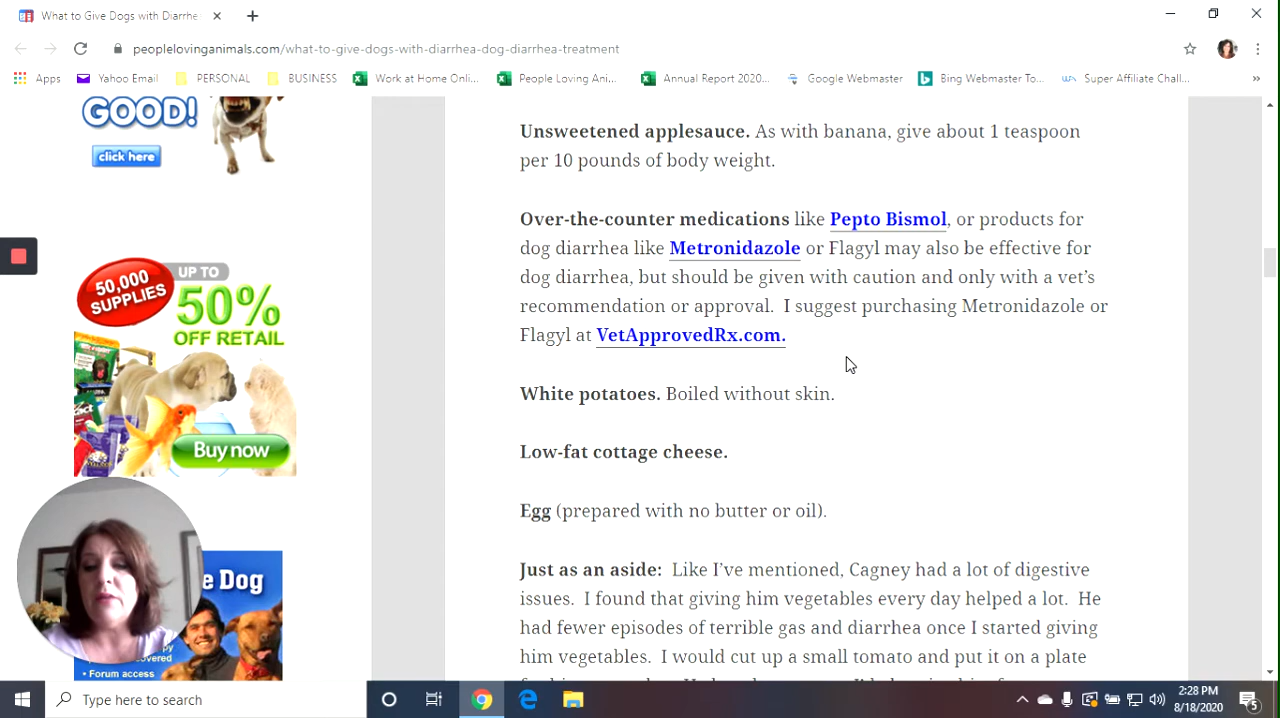 What to Give Dogs with Diarrhe
peoplelovinganimals.com/what-to-give-dogs-with-diarrhea-dog-diarrhea-treatment
Apps Yahoo Email PERSONAL BUSINESS Work at Home Onli... People Loving Ani... Annual Report 2020... Google Webmaster Bing Webmaster To... Super Affiliate Chall... »
GOOD!
click here
50,000
SUPPLIES
UP TO
50%
OFF RETAIL
Buy now
e Dog
• Forum access
Unsweetened applesauce. As with banana, give about 1 teaspoon
per 10 pounds of body weight.
Over-the-counter medications like Pepto Bismol, or products for
dog diarrhea like Metronidazole or Flagyl may also be effective for
dog diarrhea, but should be given with caution and only with a vet's
recommendation or approval. I suggest purchasing Metronidazole or
Flagyl at VetApprovedRx.com.
White potatoes. Boiled without skin.
Low-fat cottage cheese.
Egg (prepared with no butter or oil).
Just as an aside: Like I've mentioned, Cagney had a lot of digestive
issues. I found that giving him vegetables every day helped a lot. He
had fewer episodes of terrible gas and diarrhea once I started giving
him vegetables. I would cut up a small tomato and put it on a plate
Type here to search
2:28 PM
8/18/2020
5